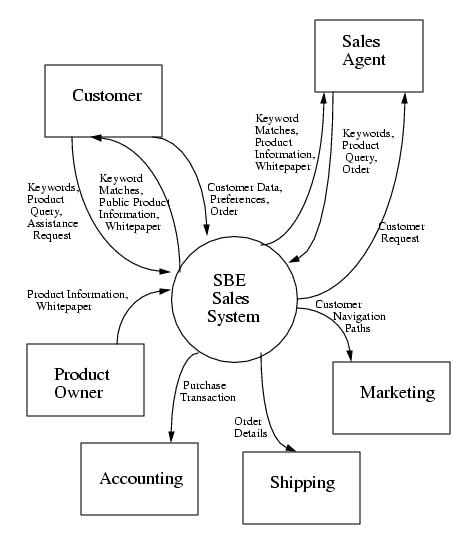 Sales
Agent
Customer
Keyword
Matches,
Product
Information,
Whitepaper
Keywords,
Product
Query,
Order
Keywords,
Product
Query,
Assistance
Request
Keyword
Matches,
Public Product
Information,
Whitepaper
Customer Data,
Preferences,
Order
Customer
Request
SBE
Sales
System
Product Information,
Whitepaper
Customer
Navigation
Paths
Product
Owner
Purchase
Transaction
Marketing
Order
Details
Accounting
Shipping